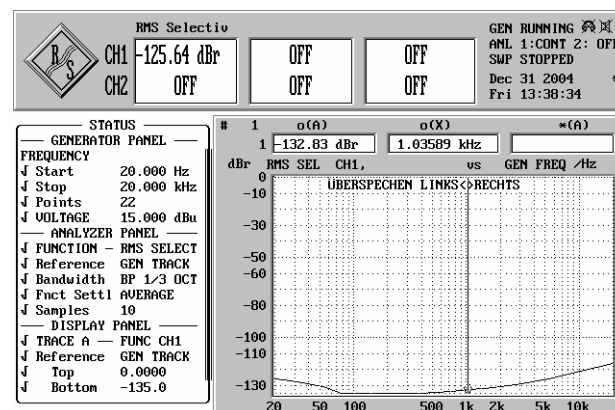 RMS Selectiv
R&S
CH1 -125.64 dBr OFF OFF
CH2 OFF OFF OFF
GEN RUNNING
ANL 1:CONT 2: OFF
SWP STOPPED
Dec 31 2004
Fri 13:38:34
STATUS
GENERATOR PANEL
FREQUENCY
√ Start 20.000 Hz
√ Stop 20.000 kHz
√ Points 22
√ VOLTAGE 15.000 dBu
ANALYZER PANEL
√ FUNCTION - RMS SELECT
√ Reference GEN TRACK
√ Bandwidth BP 1/3 OCT
√ Fnct Settl AVERAGE
√ Samples 10
DISPLAY PANEL
√ TRACE A — FUNC CH1
√ Reference GEN TRACK
√ Top 0.0000
√ Bottom -135.0
# 1 o(A) o(X) *(A)
1 -132.83 dBr 1.03589 kHz
dBr RMS SEL CH1, vs GEN FREQ /Hz
ÜBERSPECHEN LINKS<>RECHTS
0
-10
-30
-50
-60
-80
-100
-110
-130
20 50 100 500 1k 2k 5k 10k